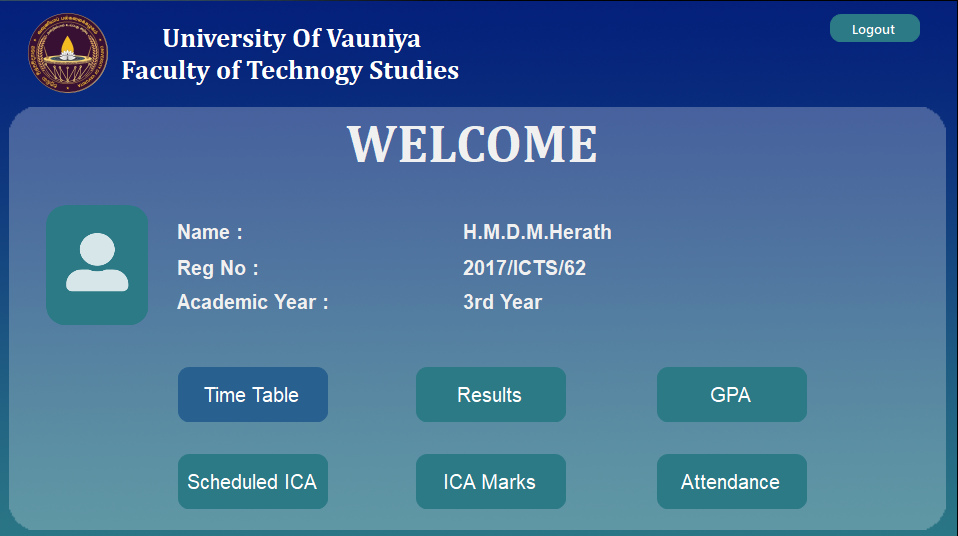 University Of Vauniya
Faculty of Technogy Studies
Logout
WELCOME
Name : H.M.D.M.Herath
Reg No : 2017/ICTS/62
Academic Year : 3rd Year
Time Table Results GPA
Scheduled ICA ICA Marks Attendance